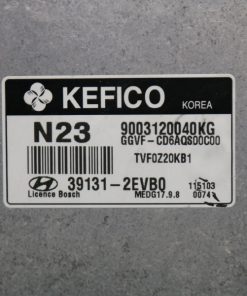 KEFICO
KOREA
N23
9003120040KG
GGVF-CD6AQS00C00
TVF0Z20KB1
39131-2EVB0
Licence Bosch
MEDG17.9.8
115103
0074